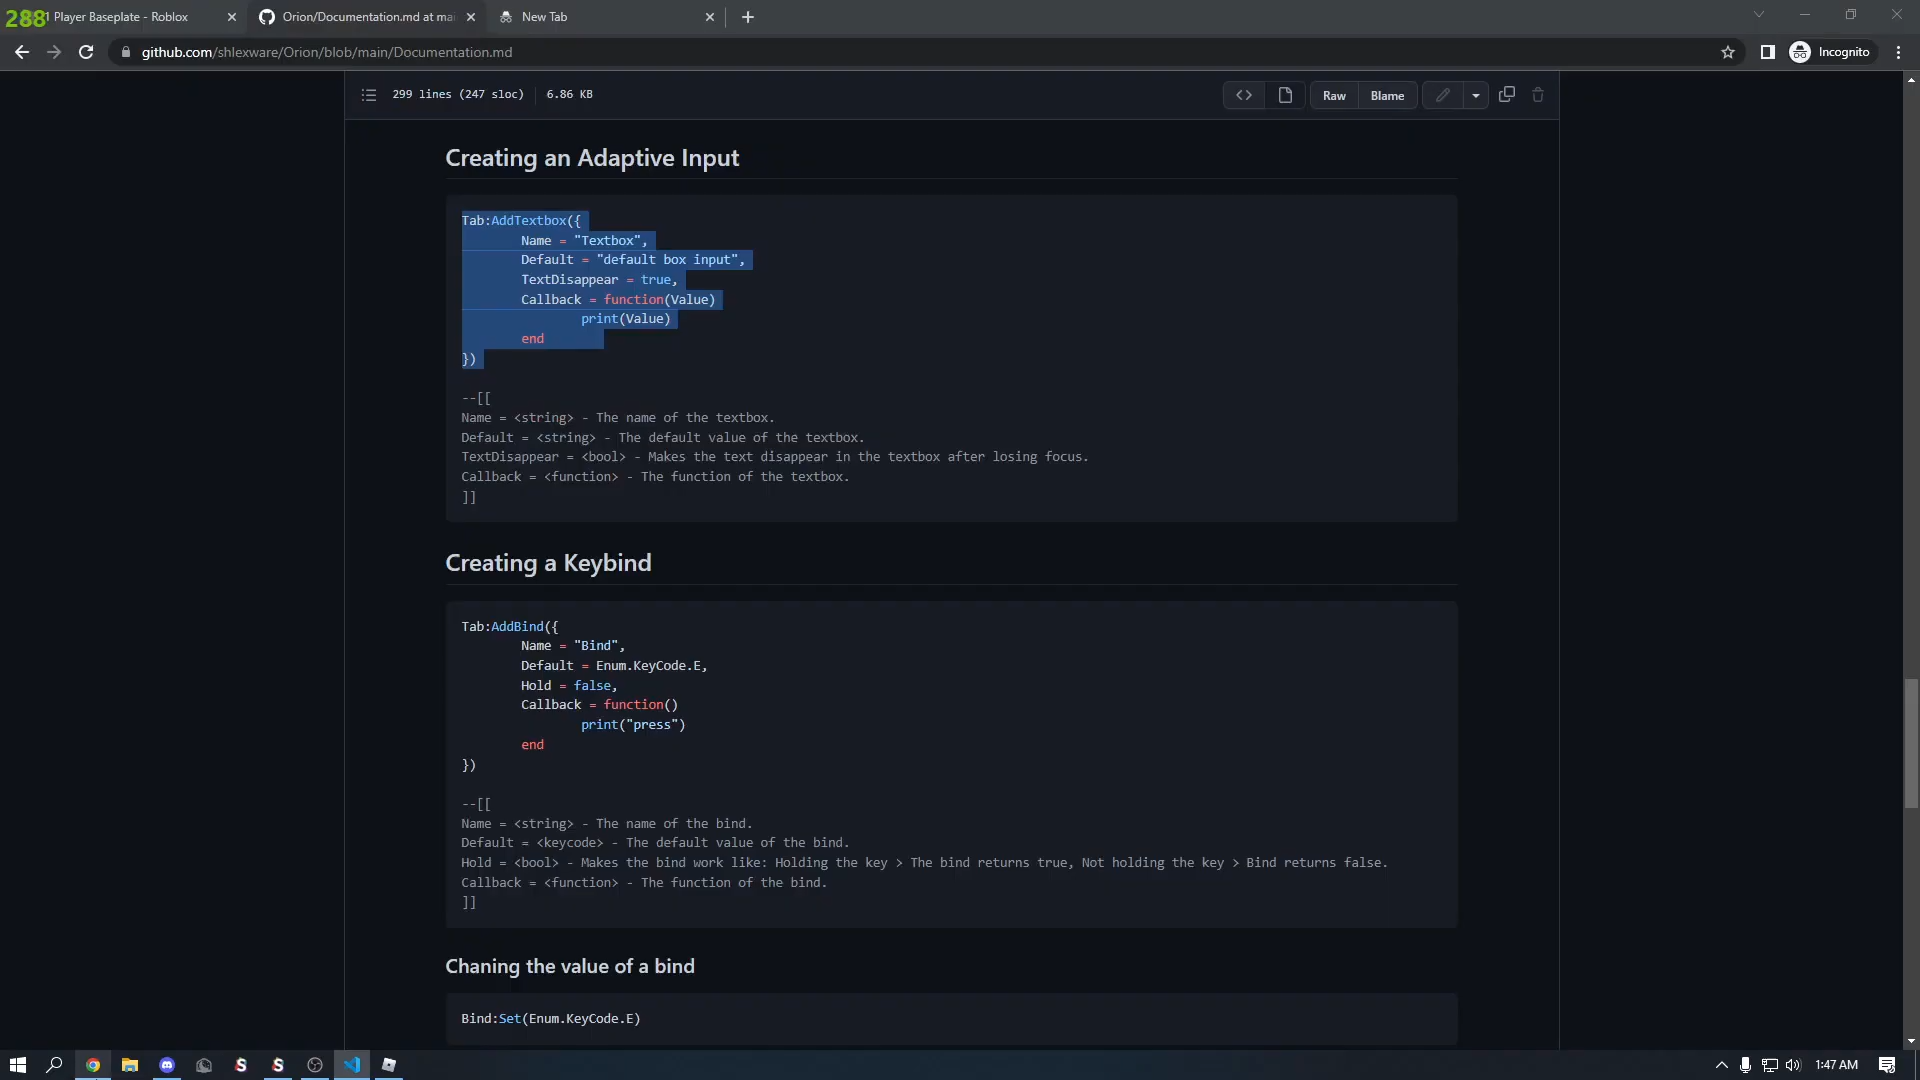 288
1 Player Baseplate - Roblox
Orion/Documentation.md at mai
New Tab
github.com/shlexware/Orion/blob/main/Documentation.md
Incognito
299 lines (247 sloc)
6.86 KB
Raw
Blame
Creating an Adaptive Input
Tab:AddTextbox({
Name = "Textbox",
Default = "default box input",
TextDisappear = true,
Callback = function(Value)
print(Value)
end
})
--[[
Name = <string> - The name of the textbox.
Default = <string> - The default value of the textbox.
TextDisappear = <bool> - Makes the text disappear in the textbox after losing focus.
Callback = <function> - The function of the textbox.
]]
Creating a Keybind
Tab:AddBind({
Name = "Bind",
Default = Enum.KeyCode.E,
Hold = false,
Callback = function()
print("press")
end
})
--[[
Name = <string> - The name of the bind.
Default = <keycode> - The default value of the bind.
Hold = <bool> - Makes the bind work like: Holding the key > The bind returns true, Not holding the key > Bind returns false.
Callback = <function> - The function of the bind.
]]
Chaning the value of a bind
Bind:Set(Enum.KeyCode.E)
1:47 AM